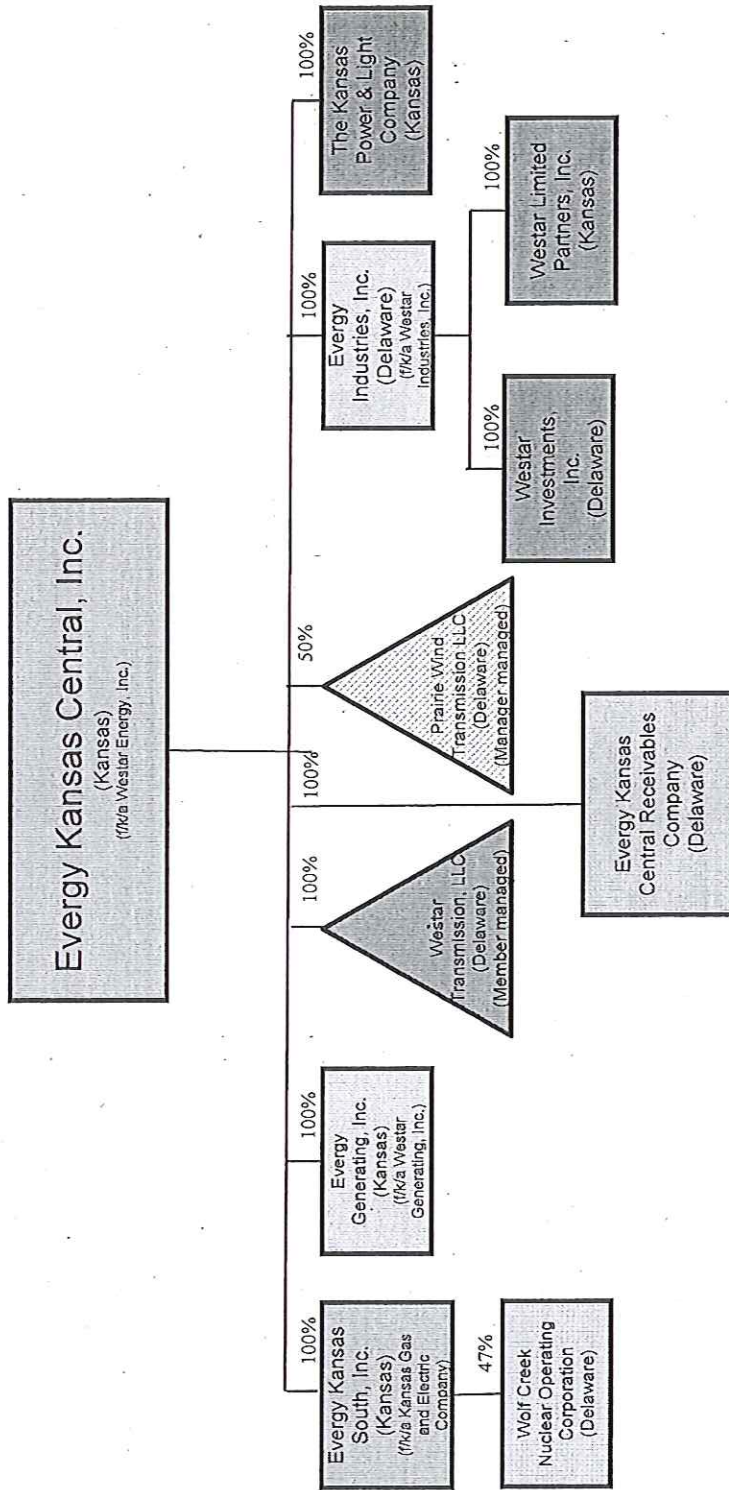 Evergy Kansas Central, Inc.
(Kansas)
(f/k/a Westar Energy, Inc.)
100%
Evergy Kansas
South, Inc.
(Kansas)
(f/k/a Kansas Gas
and Electric
Company)
47%
Wolf Creek
Nuclear Operating
Corporation
(Delaware)
100%
Evergy
Generating, Inc.
(Kansas)
(f/k/a Westar
Generating, Inc.)
100%
Westar
Transmission, LLC
(Delaware)
(Member managed)
100%
Evergy Kansas
Central Receivables
Company
(Delaware)
50%
Prairie Wind
Transmission LLC
(Delaware)
(Manager managed)
100%
Evergy
Industries, Inc.
(Delaware)
(f/k/a Westar
Industries, Inc.)
100%
Westar
Investments,
Inc.
(Delaware)
100%
Westar Limited
Partners, Inc.
(Kansas)
100%
The Kansas
Power & Light
Company
(Kansas)